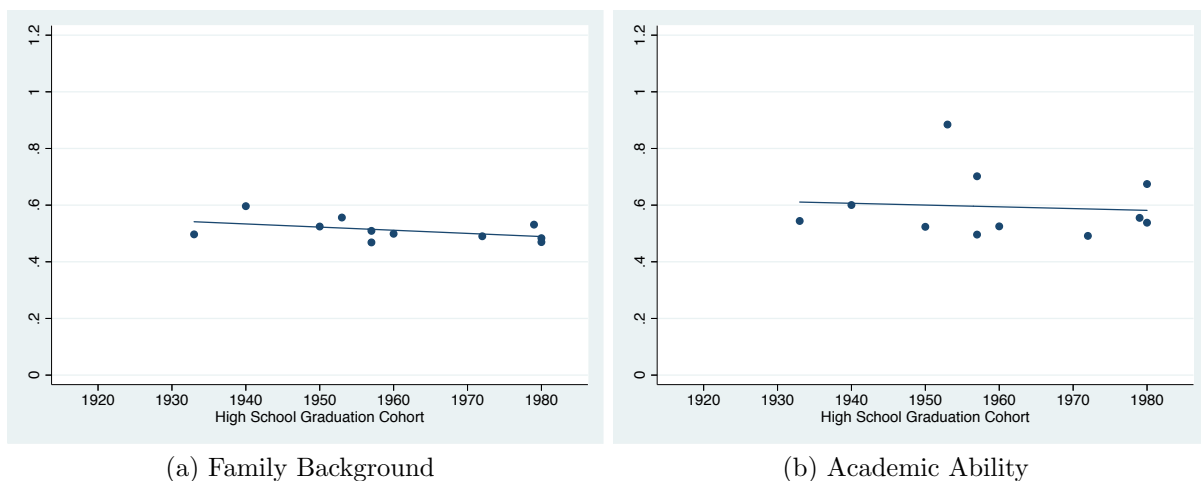 1.2
1
.8
.6
.4
.2
0
1920 1930 1940 1950 1960 1970 1980
High School Graduation Cohort
(a) Family Background
1.2
1
.8
.6
.4
.2
0
1920 1930 1940 1950 1960 1970 1980
High School Graduation Cohort
(b) Academic Ability